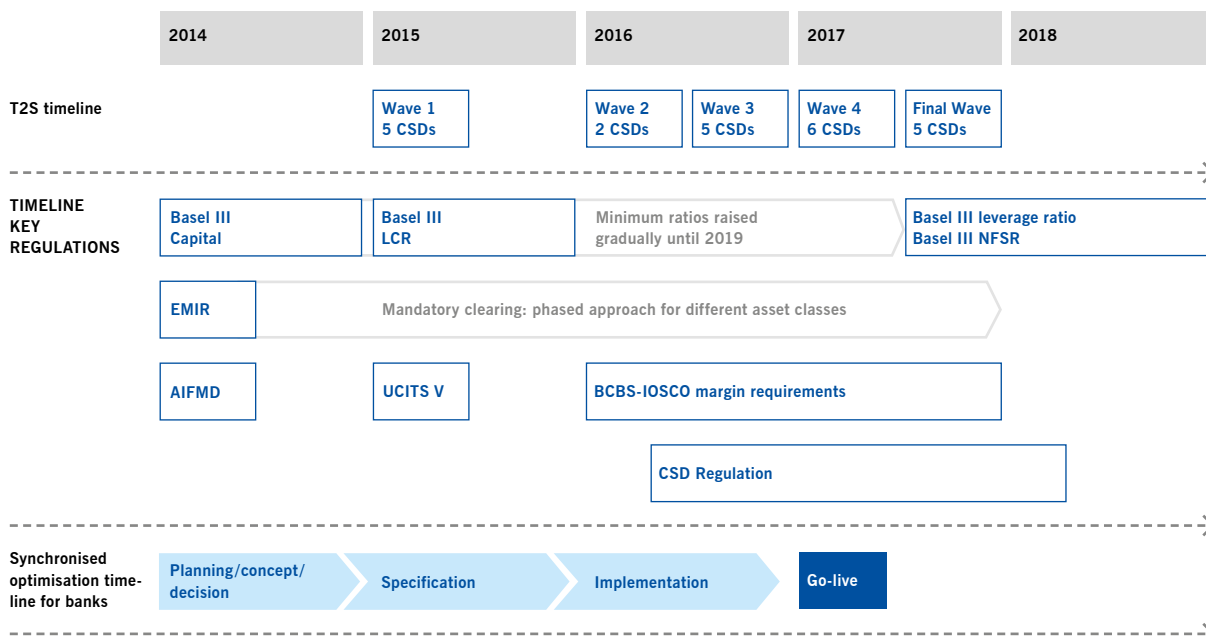 2014
2015
2016
2017
2018
T2S timeline
Wave 1
5 CSDs
Wave 2
2 CSDs
Wave 3
5 CSDs
Wave 4
6 CSDs
Final Wave
5 CSDs
TIMELINE
KEY
REGULATIONS
Basel III
Capital
Basel III
LCR
Minimum ratios raised
gradually until 2019
Basel III leverage ratio
Basel III NFSR
EMIR
Mandatory clearing: phased approach for different asset classes
AIFMD
UCITS V
BCBS-IOSCO margin requirements
CSD Regulation
Synchronised
optimisation time-
line for banks
Planning/concept/
decision
Specification
Implementation
Go-live